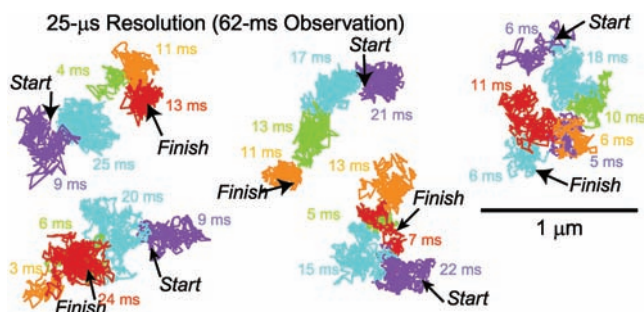 25-μs Resolution (62-ms Observation)
Start
4 ms
11 ms
13 ms
Finish
25 ms
9 ms
17 ms
Start
21 ms
13 ms
11 ms
Finish
6 ms
Start
18 ms
11 ms
10 ms
6 ms
5 ms
6 ms
Finish
1 μm
20 ms
9 ms
6 ms
3 ms
Start
Finish
24 ms
13 ms
Finish
5 ms
7 ms
15 ms
22 ms
Start